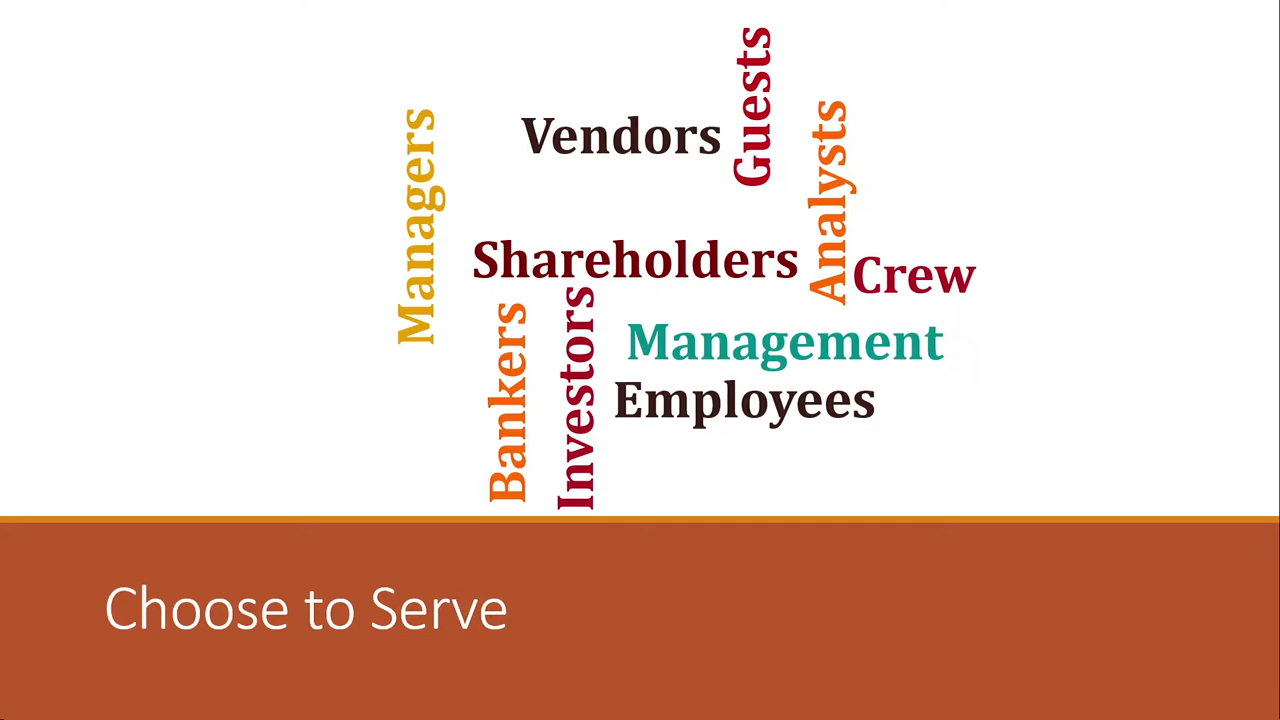 Guests
Vendors
Managers
Analysts
Shareholders
Crew
Bankers
Investors
Management
Employees
Choose to Serve